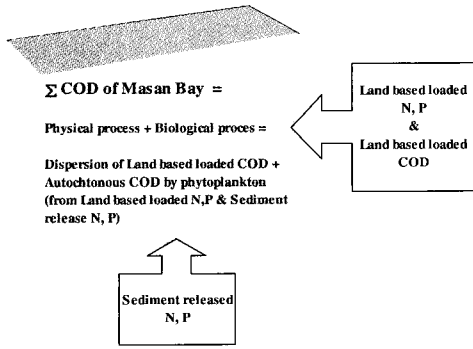 ∑ COD of Masan Bay =
Physical process + Biological proces =
Dispersion of Land based loaded COD +
Autochtonous COD by phytoplankton
(from Land based loaded N,P & Sediment
release N, P)
Land based loaded
N, P
&
Land based loaded
COD
Sediment released
N, P